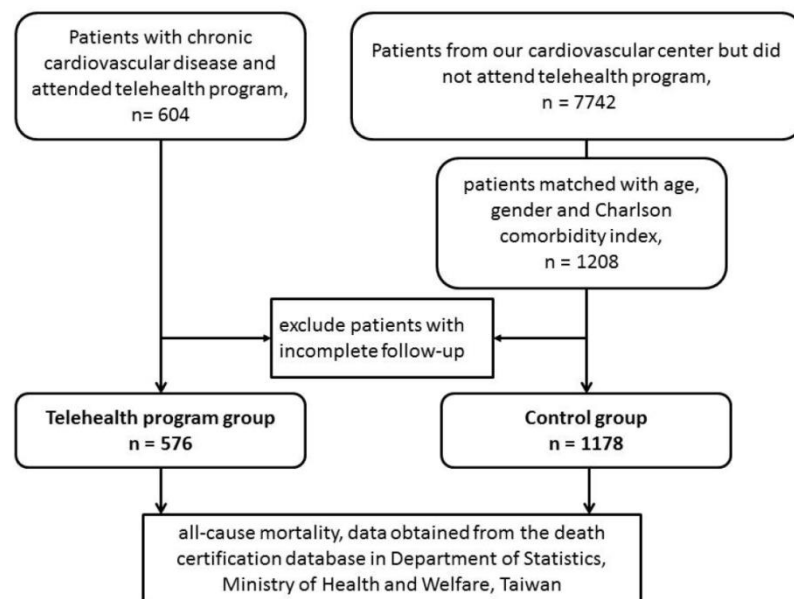 Patients with chronic
cardiovascular disease and
attended telehealth program,
n= 604
Patients from our cardiovascular center but did
not attend telehealth program,
n = 7742
patients matched with age,
gender and Charlson
comorbidity index,
n = 1208
exclude patients with
incomplete follow-up
Telehealth program group
n = 576
Control group
n = 1178
all-cause mortality, data obtained from the death
certification database in Department of Statistics,
Ministry of Health and Welfare, Taiwan